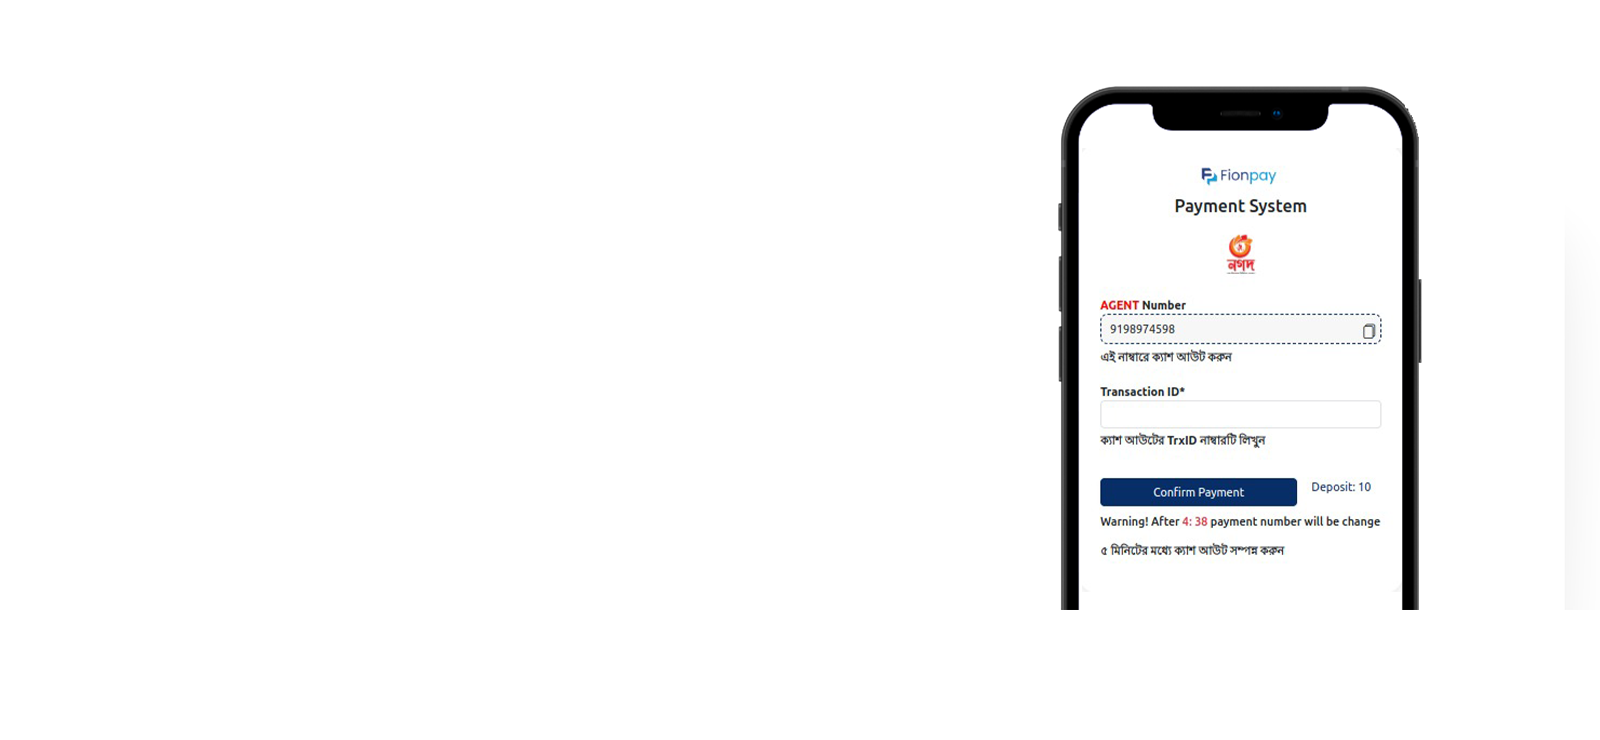 Fionpay
Payment System
নগদ
AGENT Number
9198974598
এই নাম্বারে ক্যাশ আউট করুন
Transaction ID*
ক্যাশ আউটের TrxID নাম্বারটি লিখুন
Confirm Payment
Deposit: 10
Warning! After 4: 38 payment number will be change
৫ মিনিটের মধ্যে ক্যাশ আউট সম্পন্ন করুন